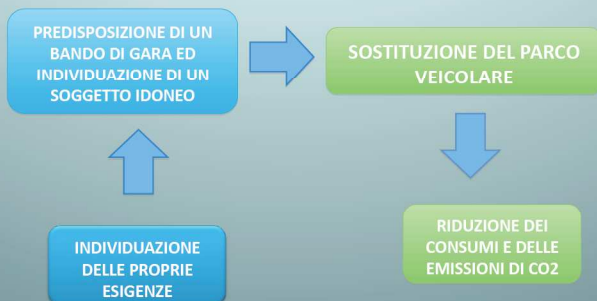 PREDISPOSIZIONE DI UN
BANDO DI GARA ED
INDIVIDUAZIONE DI UN
SOGGETTO IDONEO
SOSTITUZIONE DEL PARCO
VEICOLARE
INDIVIDUAZIONE
DELLE PROPRIE
ESIGENZE
RIDUZIONE DEI
CONSUMI E DELLE
EMISSIONI DI CO2